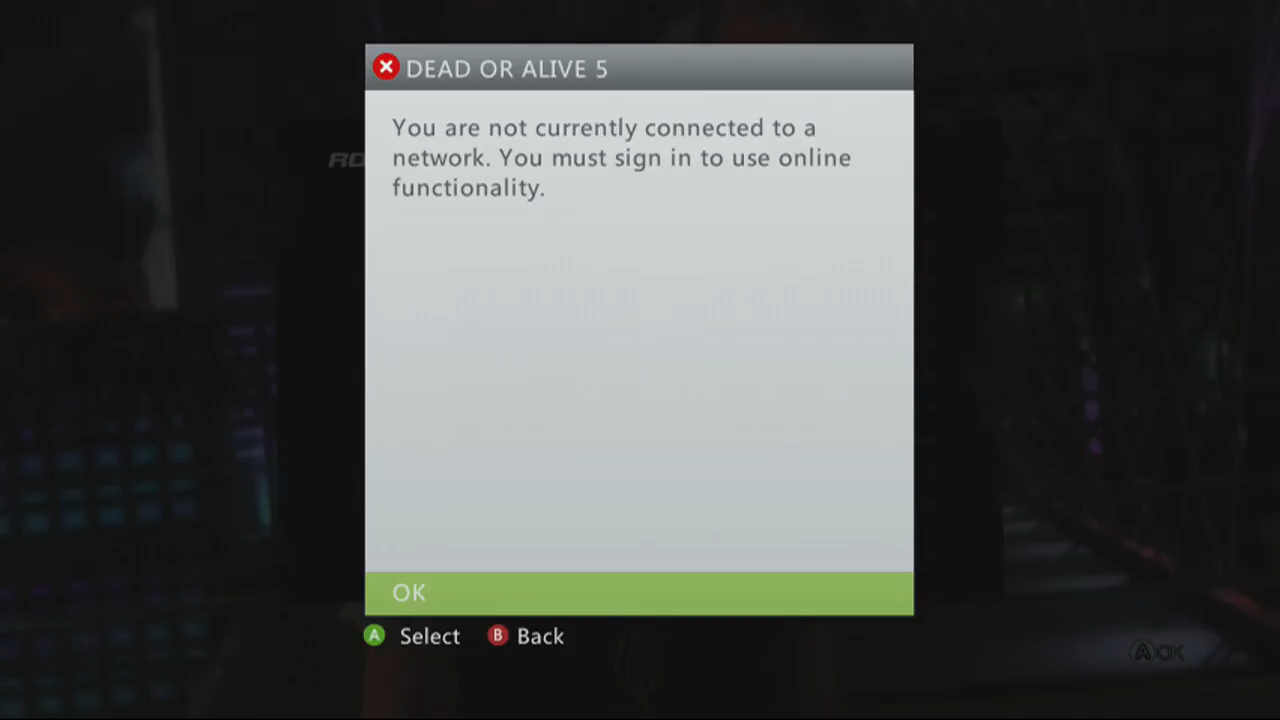 DEAD OR ALIVE 5
You are not currently connected to a
network. You must sign in to use online
functionality.
OK
A Select B Back
A OK